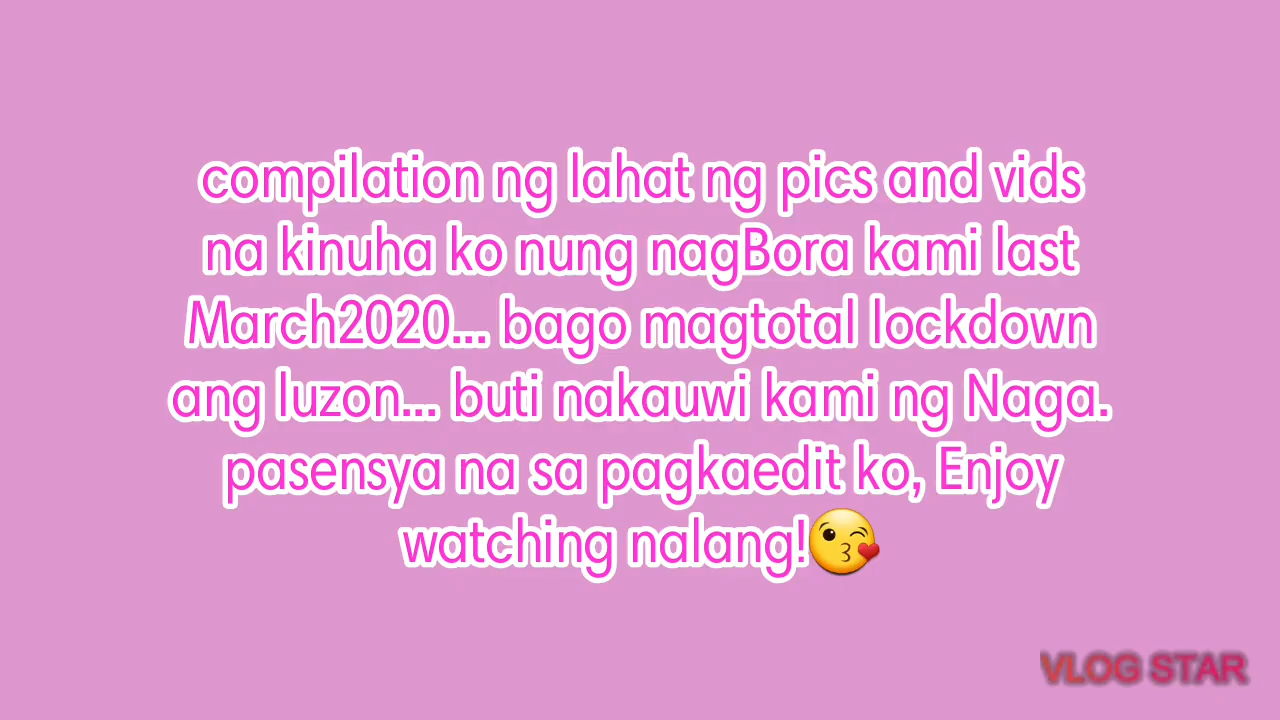 compilation ng lahat ng pics and vids
na kinuha ko nung nagBora kami last
March2020... bago magtotal lockdown
ang luzon... buti nakauwi kami ng Naga.
pasensya na sa pagkaedit ko, Enjoy
watching nalang!😘
VLOG STAR